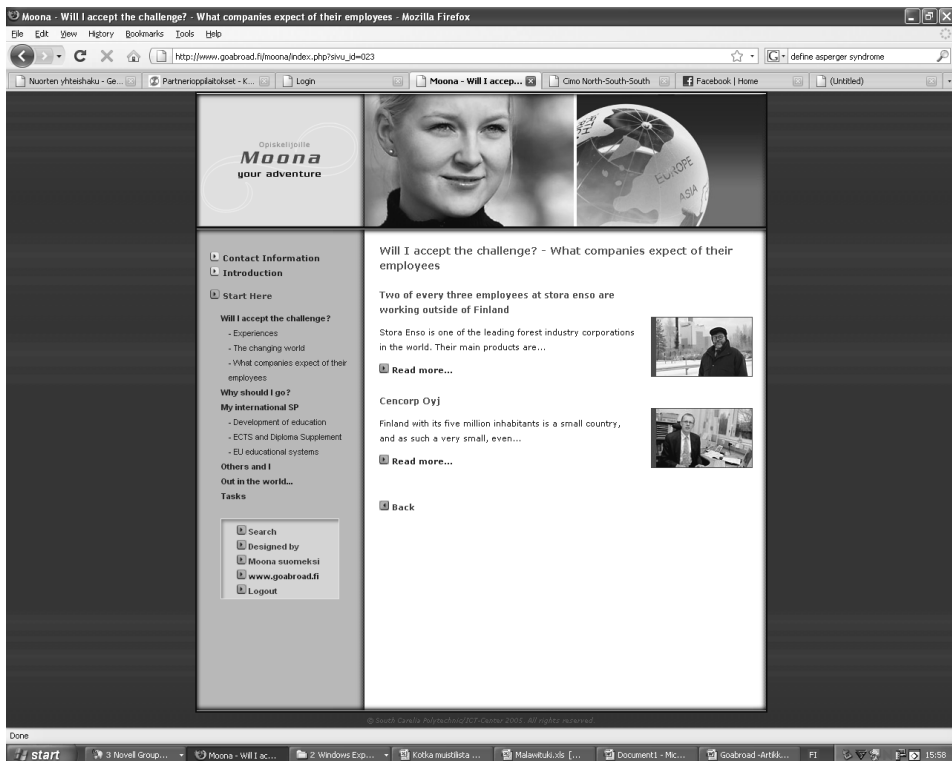 Moona - Will I accept the challenge? - What companies expect of their employees - Mozilla Firefox
File Edit View History Bookmarks Tools Help
http://www.goabroad.fi/moona/index.php?sivu_id=023
define asperger syndrome
Nuorten yhteishaku - Ge...
Partnerioppilaitokset - K...
Login
Moona - Will I accep...
Cimo North-South-South
Facebook | Home
(Untitled)
Opiskelijoille
Moona
your adventure
EUROPE
ASIA
Contact Information
Introduction
Start Here
Will I accept the challenge?
- Experiences
- The changing world
- What companies expect of their
employees
Why should I go?
My international SP
- Development of education
- ECTS and Diploma Supplement
- EU educational systems
Others and I
Out in the world...
Tasks
Search
Designed by
Moona suomeksi
www.goabroad.fi
Logout
Will I accept the challenge? - What companies expect of their
employees
Two of every three employees at stora enso are
working outside of Finland
Stora Enso is one of the leading forest industry corporations
in the world. Their main products are...
Read more...
Cencorp Oyj
Finland with its five million inhabitants is a small country,
and as such a very small, even...
Read more...
Back
© South Carelia Polytechnic/ICT-Center 2003. All rights reserved.
Done
start
3 Novell Group...
Moona - Will I ac...
2 Windows Exp...
Kotka muistilista ...
Malawituki.xls [...
Document1 - Mic...
Goabroad -Artikk...
FI
15:58